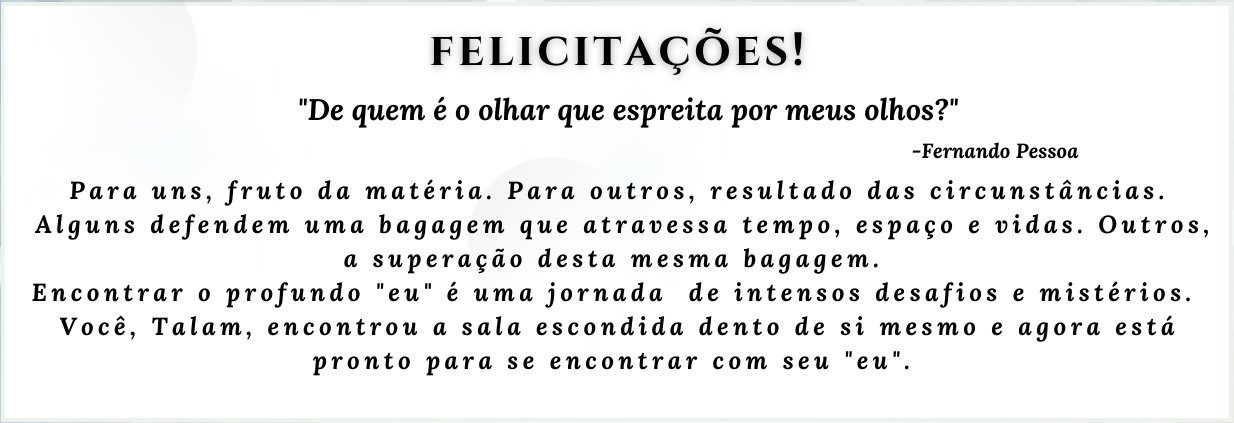 FELICITAÇÕES!
"De quem é o olhar que espreita por meus olhos?"
-Fernando Pessoa
Para uns, fruto da matéria. Para outros, resultado das circunstâncias.
Alguns defendem uma bagagem que atravessa tempo, espaço e vidas. Outros,
a superação desta mesma bagagem.
Encontrar o profundo "eu" é uma jornada de intensos desafios e mistérios.
Você, Talam, encontrou a sala escondida dento de si mesmo e agora está
pronto para se encontrar com seu "eu".